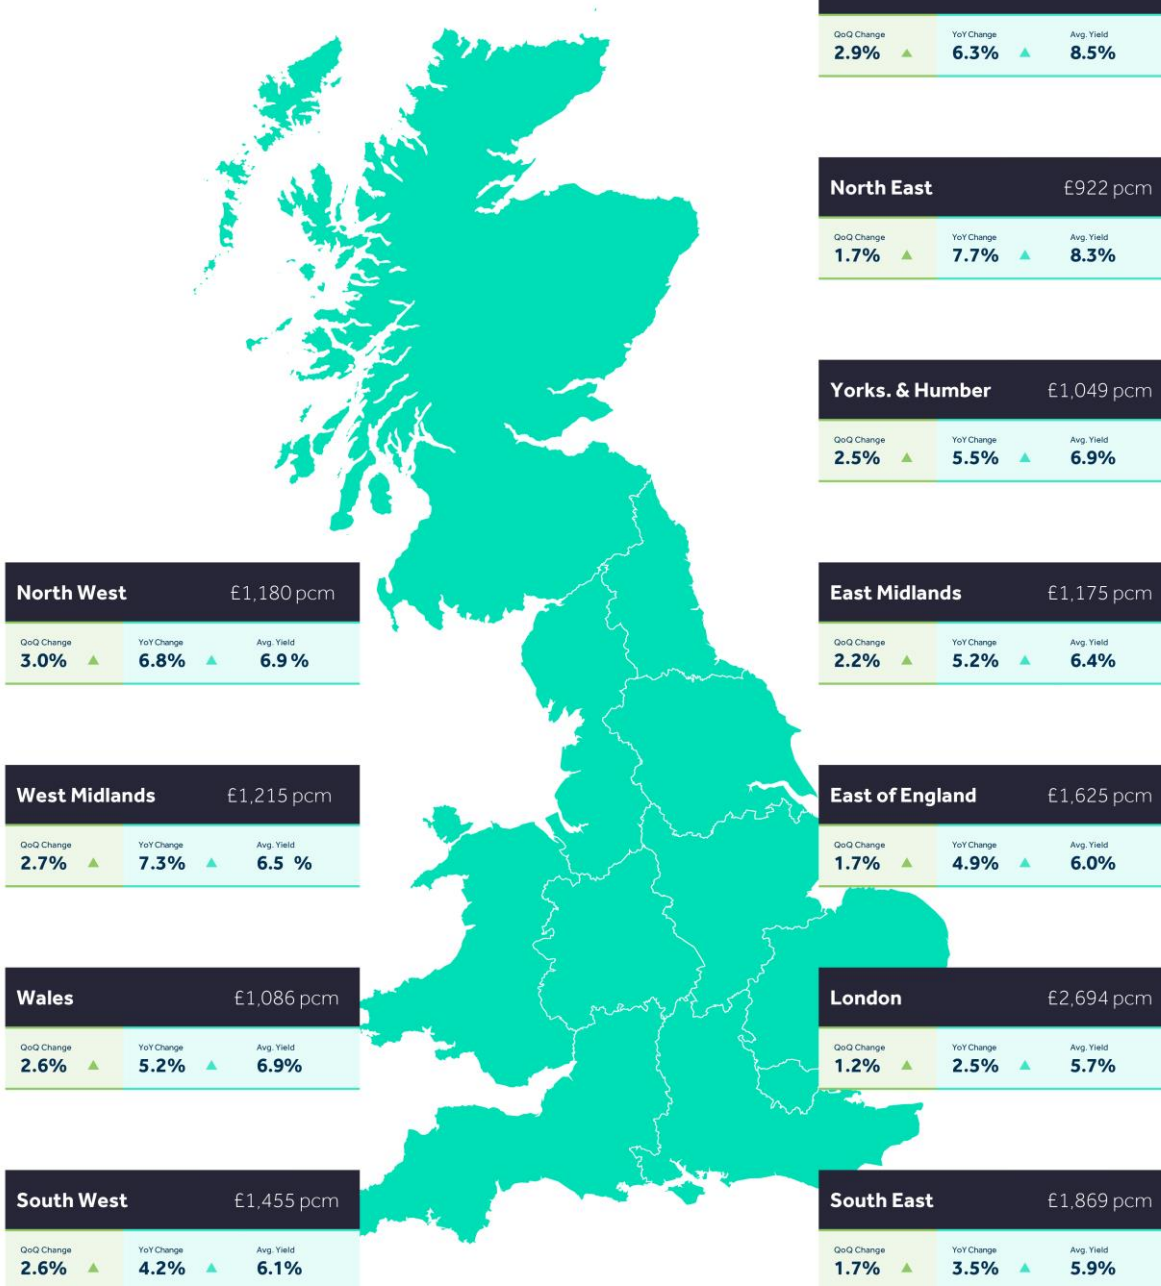 QoQ Change YoY Change Avg. Yield
2.9% 6.3% 8.5%
North East £922 pcm
QoQ Change YoY Change Avg. Yield
1.7% 7.7% 8.3%
Yorks. & Humber £1,049 pcm
QoQ Change YoY Change Avg. Yield
2.5% 5.5% 6.9%
North West £1,180 pcm
QoQ Change YoY Change Avg. Yield
3.0% 6.8% 6.9 %
East Midlands £1,175 pcm
QoQ Change YoY Change Avg. Yield
2.2% 5.2% 6.4%
West Midlands £1,215 pcm
QoQ Change YoY Change Avg. Yield
2.7% 7.3% 6.5 %
East of England £1,625 pcm
QoQ Change YoY Change Avg. Yield
1.7% 4.9% 6.0%
Wales £1,086 pcm
QoQ Change YoY Change Avg. Yield
2.6% 5.2% 6.9%
London £2,694 pcm
QoQ Change YoY Change Avg. Yield
1.2% 2.5% 5.7%
South West £1,455 pcm
QoQ Change YoY Change Avg. Yield
2.6% 4.2% 6.1%
South East £1,869 pcm
QoQ Change YoY Change Avg. Yield
1.7% 3.5% 5.9%